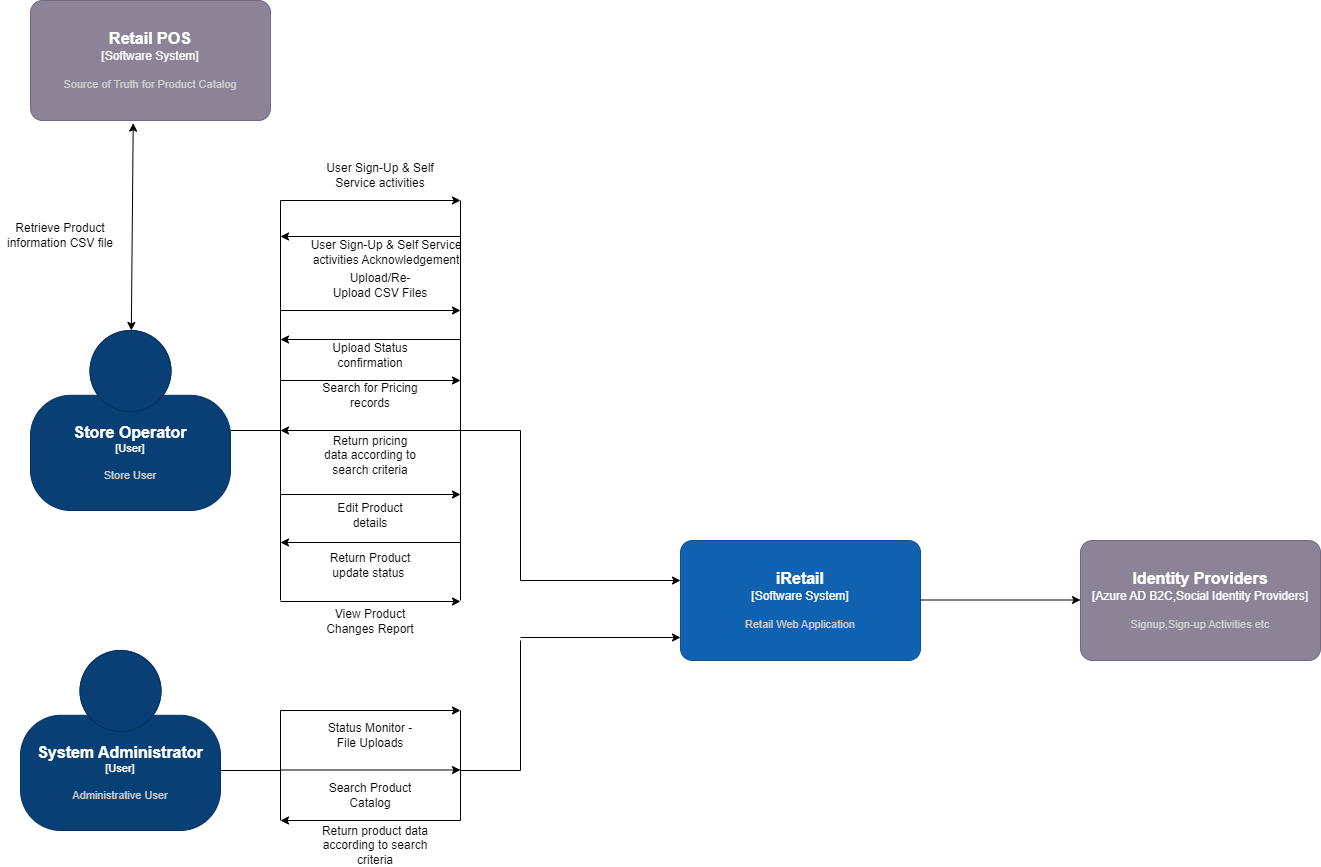 Retail POS
[Software System]
Source of Truth for Product Catalog
Retrieve Product
information CSV file
User Sign-Up & Self
Service activities
User Sign-Up & Self Service
activities Acknowledgement
Upload/Re-
Upload CSV Files
Upload Status
confirmation
Search for Pricing
records
Return pricing
data according to
search criteria
Edit Product
details
Return Product
update status
View Product
Changes Report
Store Operator
[User]
Store User
iRetail
[Software System]
Retail Web Application
Identity Providers
[Azure AD B2C,Social Identity Providers]
Signup,Sign-up Activities etc
System Administrator
[User]
Administrative User
Status Monitor -
File Uploads
Search Product
Catalog
Return product data
according to search
criteria